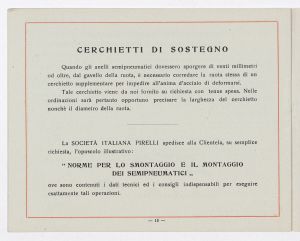 CERCHIETTI DI SOSTEGNO
Quando gli anelli semipneumatici dovessero sporgere di venti millimetri
od oltre, dal gavello della ruota, è necessario corredare la ruota stessa di un
cerchietto supplementare per impedire all'anima d'acciaio di deformarsi.
Tale cerchietto viene da noi fornito su richiesta con tenue spesa. Nelle
ordinazioni sarà pertanto opportuno precisare la larghezza del cerchietto
nonchè il diametro della ruota.
La SOCIETÀ ITALIANA PIRELLI spedisce alla Clientela, su semplice
richiesta, l'opuscolo illustrativo:
" NORME PER LO SMONTAGGIO E IL MONTAGGIO
DEI SEMIPNEUMATICI „
ove sono contenuti i dati tecnici ed i consigli indispensabili per eseguire
esattamente tali operazioni.